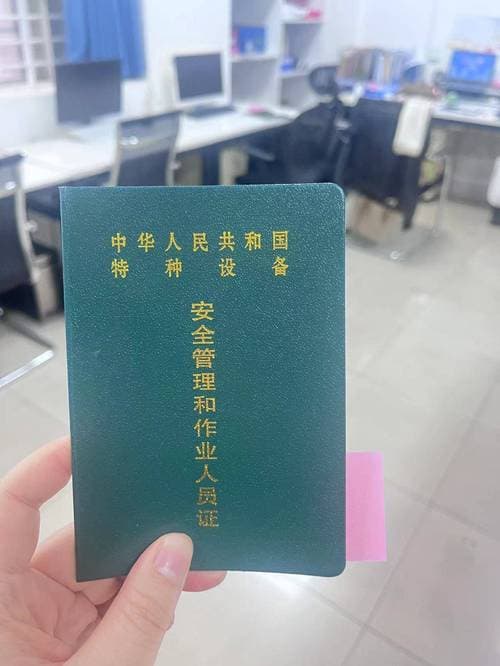 中华人民共和国
特种设备
安全管理和作业人员证